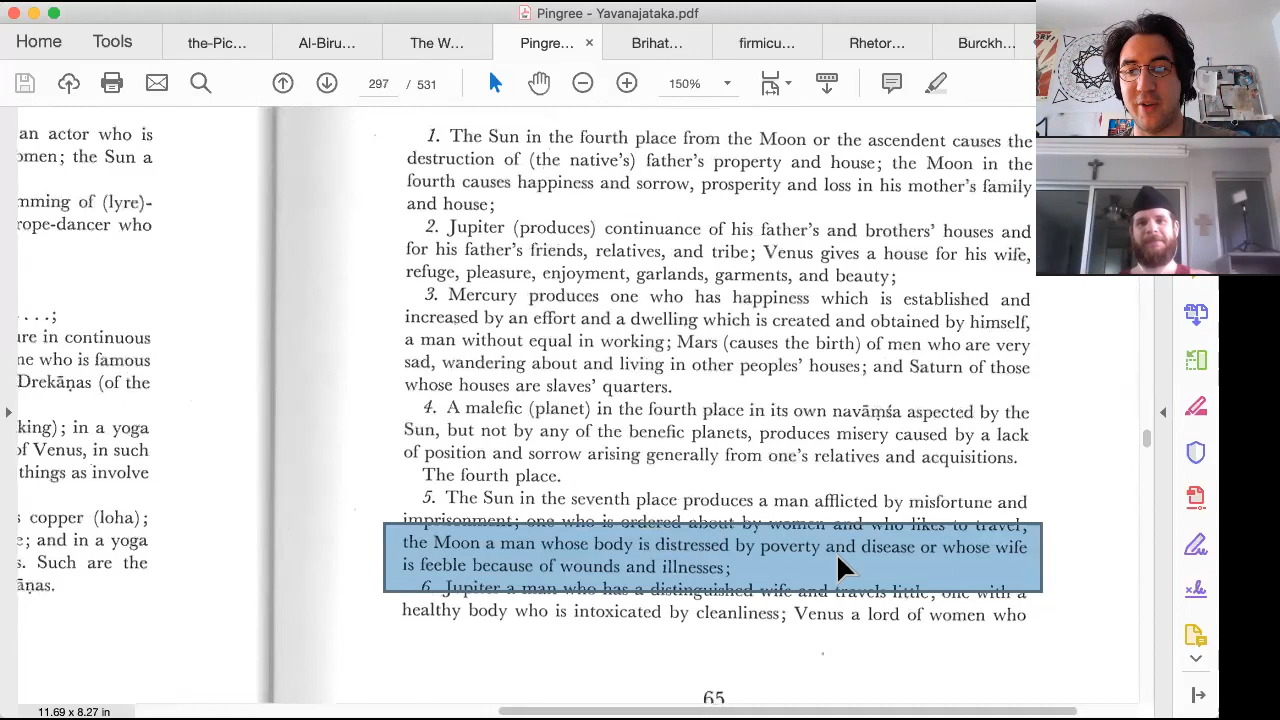 Pingree - Yavanajataka.pdf
Home Tools the-Pic... Al-Biru... The W... Pingre... × Brihat... firmicu... Rhetor... Burckh
297 / 531 150%
an actor who is
omen; the Sun a
mming of (lyre)-
rope-dancer who
. . . ;
ure in continuous
ne who is famous
Drekāṇas (of the
king); in a yoga
of Venus, in such
things as involve
s copper (loha);
e; and in a yoga
s. Such are the
āṇas.
1. The Sun in the fourth place from the Moon or the ascendent causes the
destruction of (the native's) father's property and house; the Moon in the
fourth causes happiness and sorrow, prosperity and loss in his mother's family
and house;
2. Jupiter (produces) continuance of his father's and brothers' houses and
for his father's friends, relatives, and tribe; Venus gives a house for his wife,
refuge, pleasure, enjoyment, garlands, garments, and beauty;
3. Mercury produces one who has happiness which is established and
increased by an effort and a dwelling which is created and obtained by himself,
a man without equal in working; Mars (causes the birth) of men who are very
sad, wandering about and living in other peoples' houses; and Saturn of those
whose houses are slaves' quarters.
4. A malefic (planet) in the fourth place in its own navāṃśa aspected by the
Sun, but not by any of the benefic planets, produces misery caused by a lack
of position and sorrow arising generally from one's relatives and acquisitions.
The fourth place.
5. The Sun in the seventh place produces a man afflicted by misfortune and
imprisonment; one who is ordered about by women and who likes to travel,
the Moon a man whose body is distressed by poverty and disease or whose wife
is feeble because of wounds and illnesses;
6. Jupiter a man who has a distinguished wife and travels little, one with a
healthy body who is intoxicated by cleanliness; Venus a lord of women who
65
11.69 x 8.27 in